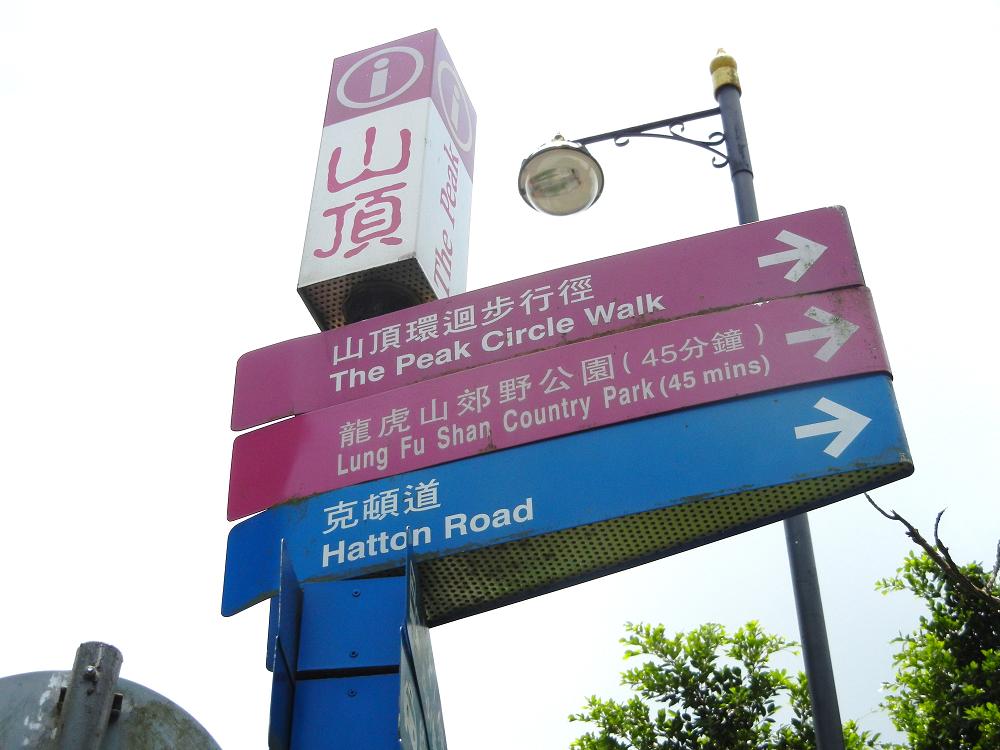 i
i
山
頂
The Peak
山頂環迴步行徑
The Peak Circle Walk
龍虎山郊野公園(45分鐘)
Lung Fu Shan Country Park (45 mins)
克頓道
Hatton Road